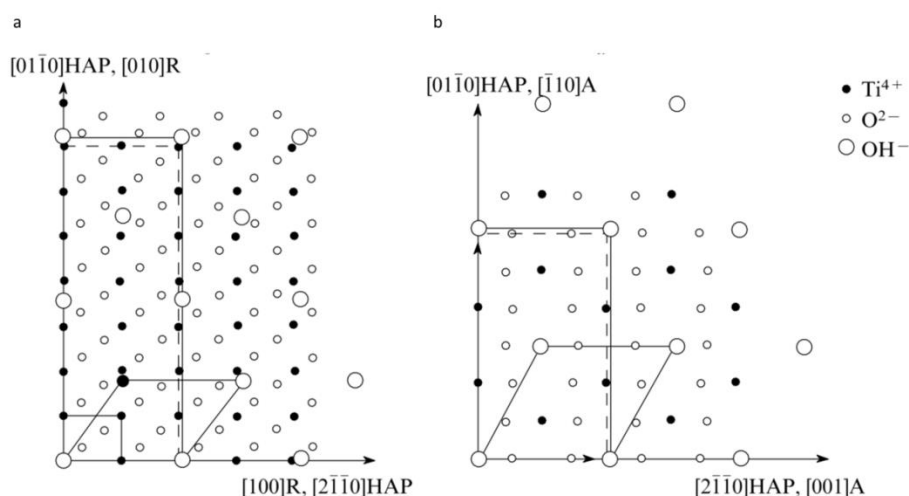 a
b
[011̄0]HAP, [010]R
[011̄0]HAP, [1̄10]A
Ti⁴⁺
O²⁻
OH⁻
[100]R, [21̄1̄0]HAP
[21̄1̄0]HAP, [001]A